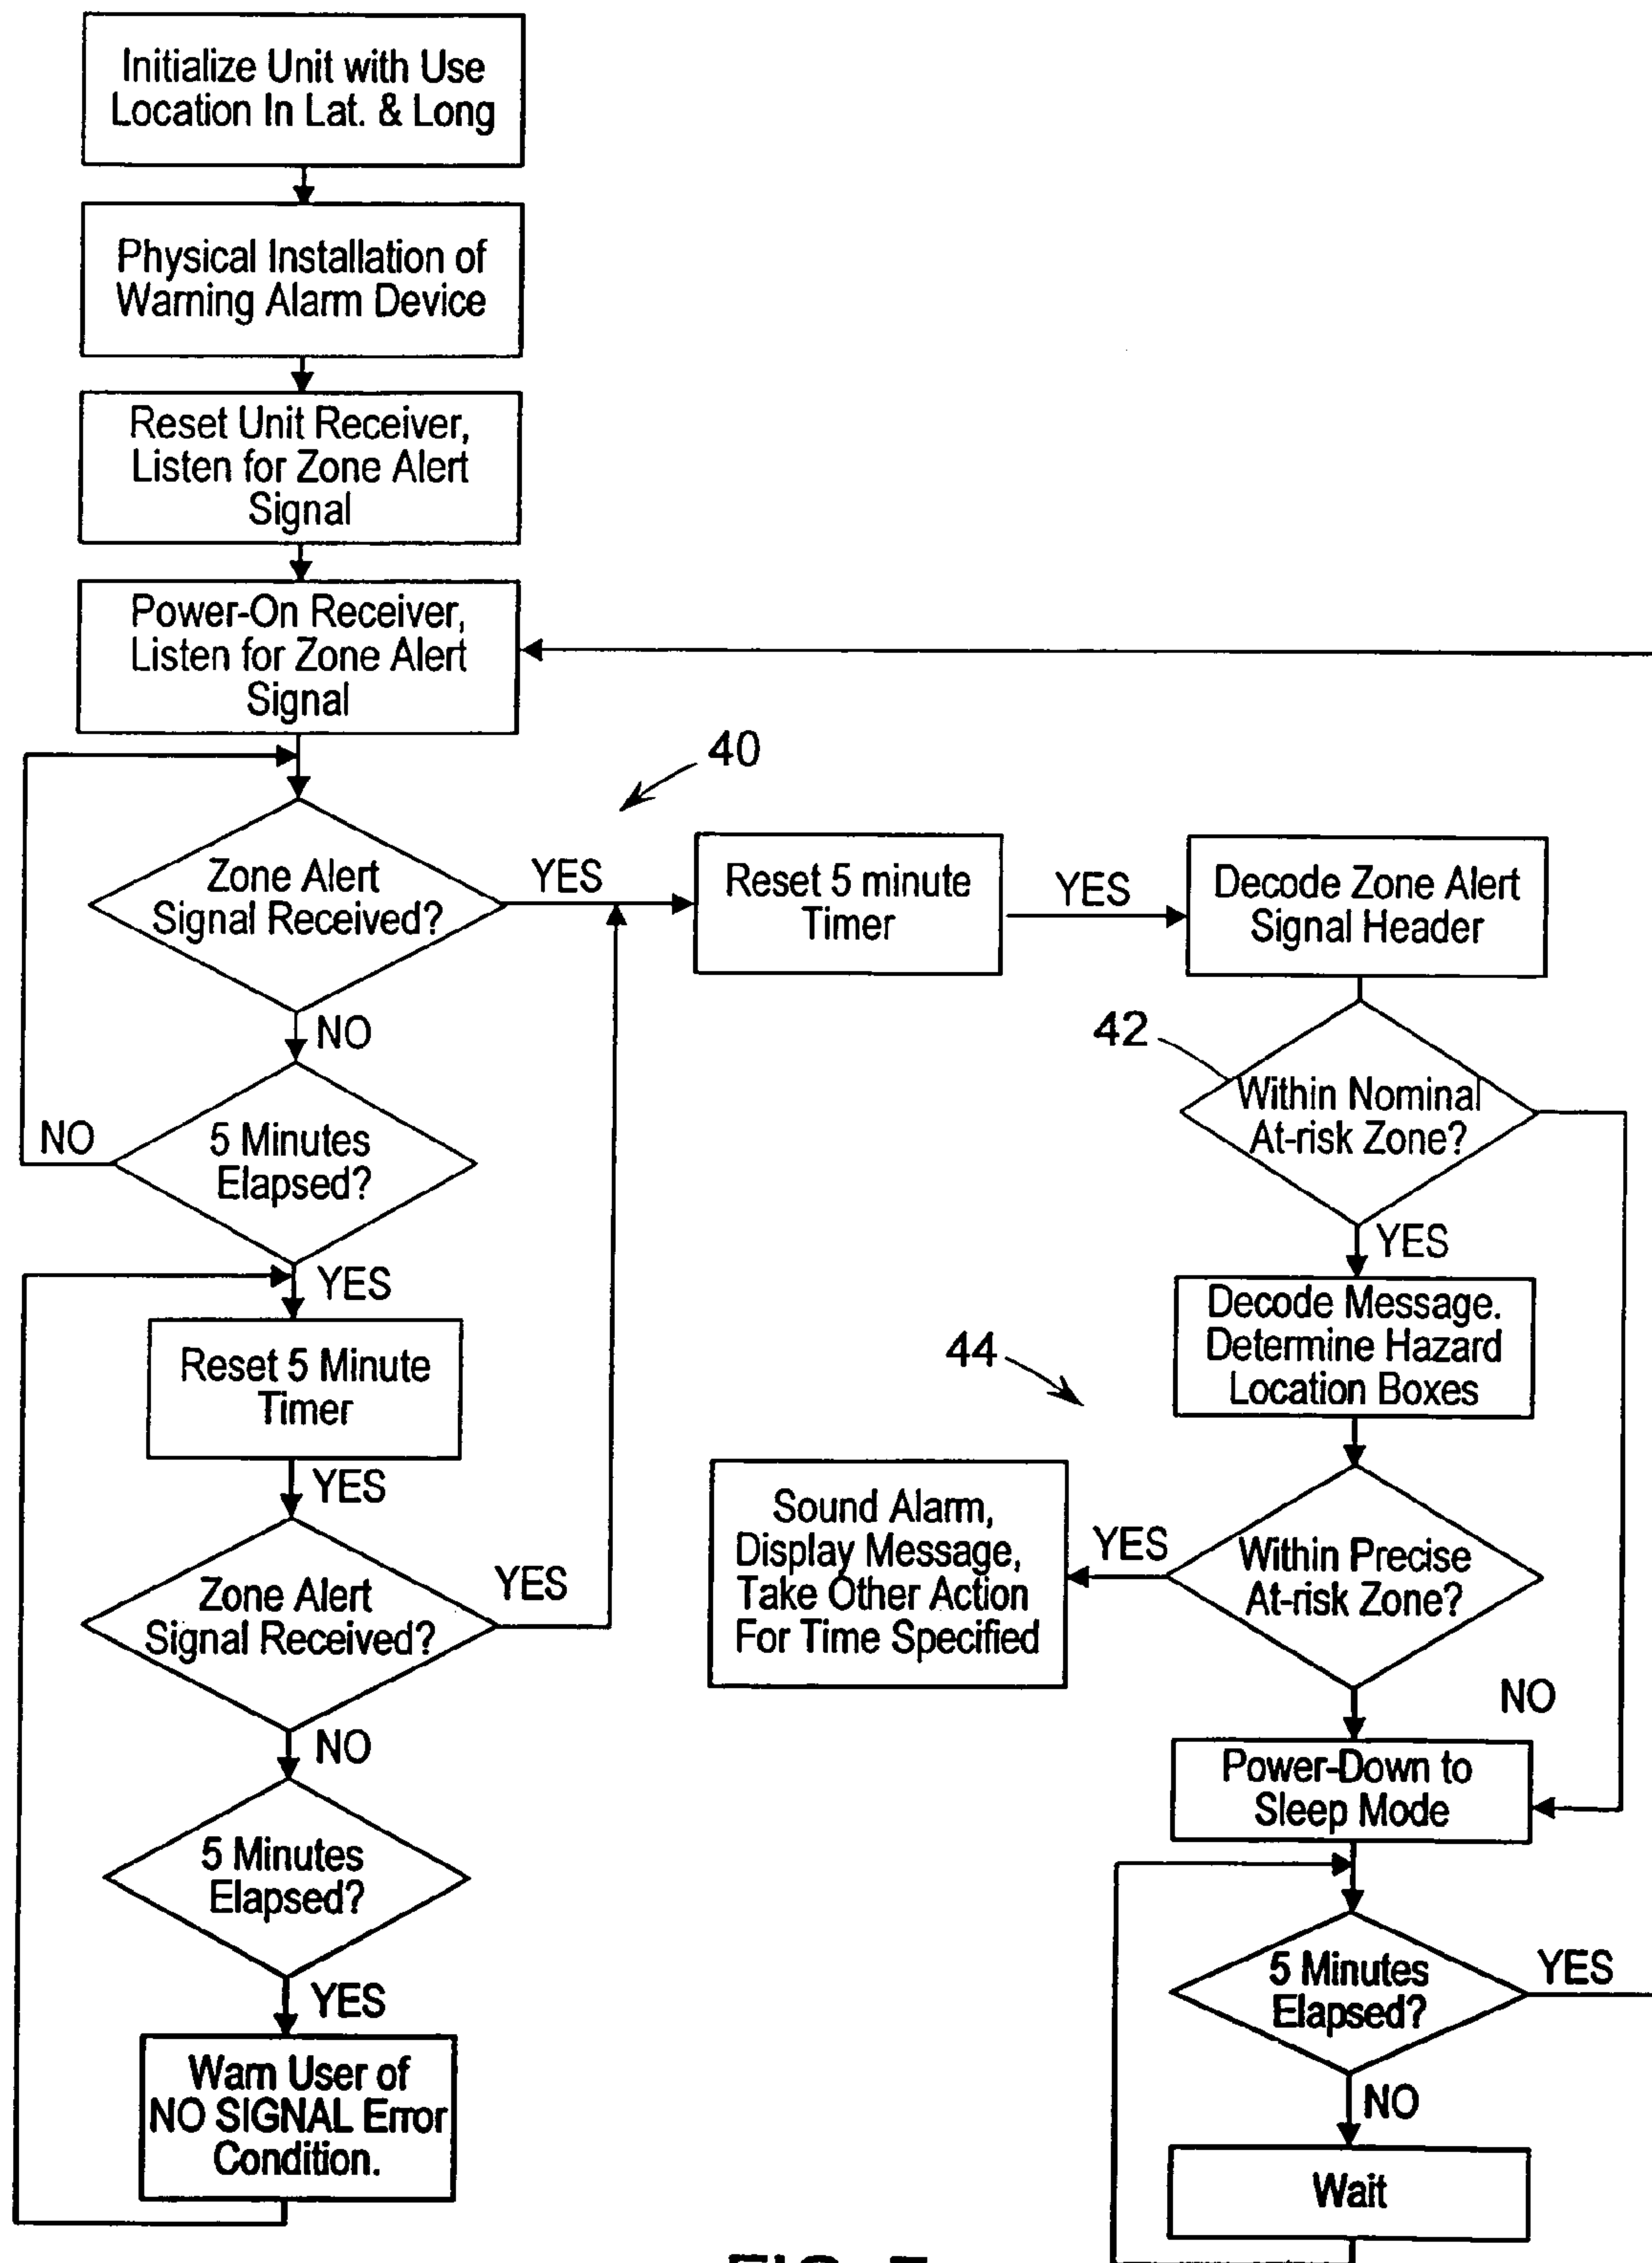 Initialize Unit with Use
Location In Lat. & Long
Physical Installation of
Warning Alarm Device
Reset Unit Receiver,
Listen for Zone Alert
Signal
Power-On Receiver,
Listen for Zone Alert
Signal
40
Zone Alert
Signal Received?
YES
Reset 5 minute
Timer
YES
Decode Zone Alert
Signal Header
NO
42
Within Nominal
At-risk Zone?
5 Minutes
Elapsed?
NO
YES
YES
Decode Message.
Determine Hazard
Location Boxes
44
Reset 5 Minute
Timer
YES
Sound Alarm,
Display Message,
Take Other Action
For Time Specified
YES
Within Precise
At-risk Zone?
Zone Alert
Signal Received?
YES
NO
NO
Power-Down to
Sleep Mode
5 Minutes
Elapsed?
YES
5 Minutes
Elapsed?
YES
Warn User of
NO SIGNAL Error
Condition.
NO
Wait